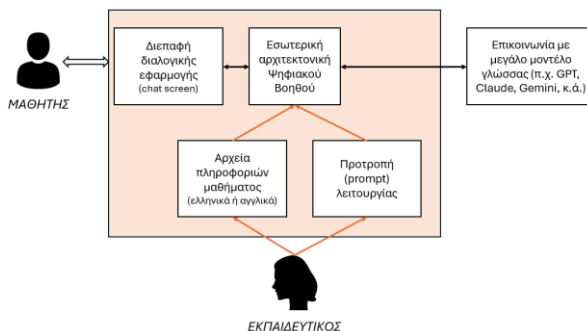 Διεπαφή
διαλογικής
εφαρμογής
(chat screen)
Εσωτερική
αρχιτεκτονική
Ψηφιακού
Βοηθού
Επικοινωνία με
μεγάλο μοντέλο
γλώσσας (π.χ. GPT,
Claude, Gemini, κ.ά.)
ΜΑΘΗΤΗΣ
Αρχεία
πληροφοριών
μαθήματος
(ελληνικά ή αγγλικά)
Προτροπή
(prompt)
λειτουργίας
ΕΚΠΑΙΔΕΥΤΙΚΟΣ